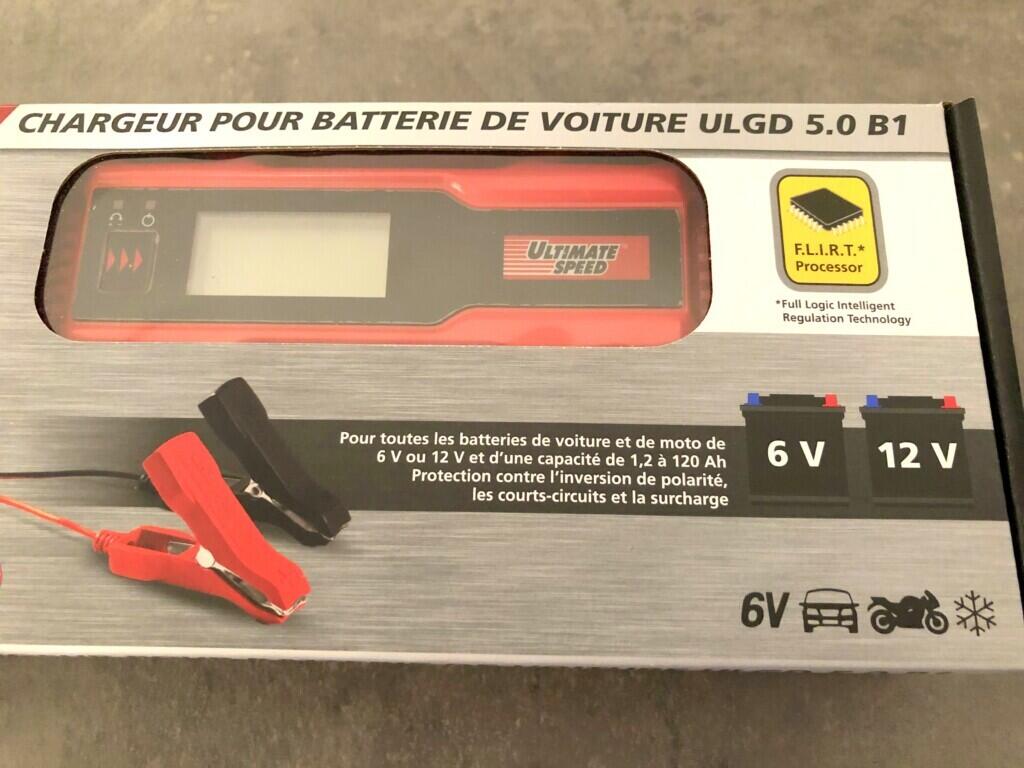 CHARGEUR POUR BATTERIE DE VOITURE ULGD 5.0 B1
ULTIMATE
SPEED
F.L.I.R.T.*
Processor
*Full Logic Intelligent
Regulation Technology
Pour toutes les batteries de voiture et de moto de
6 V ou 12 V et d'une capacité de 1,2 à 120 Ah
Protection contre l'inversion de polarité,
les courts-circuits et la surcharge
6 V
12 V
6V